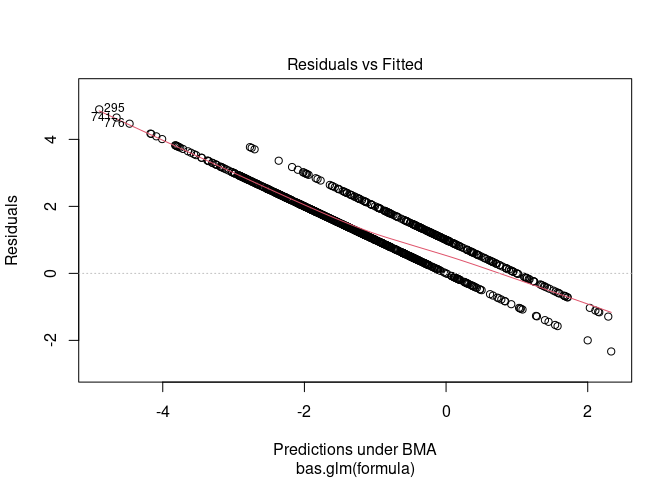 Residuals vs Fitted
Residuals
4
2
0
-2
295
741
776
-4
-2
0
2
Predictions under BMA
bas.glm(formula)